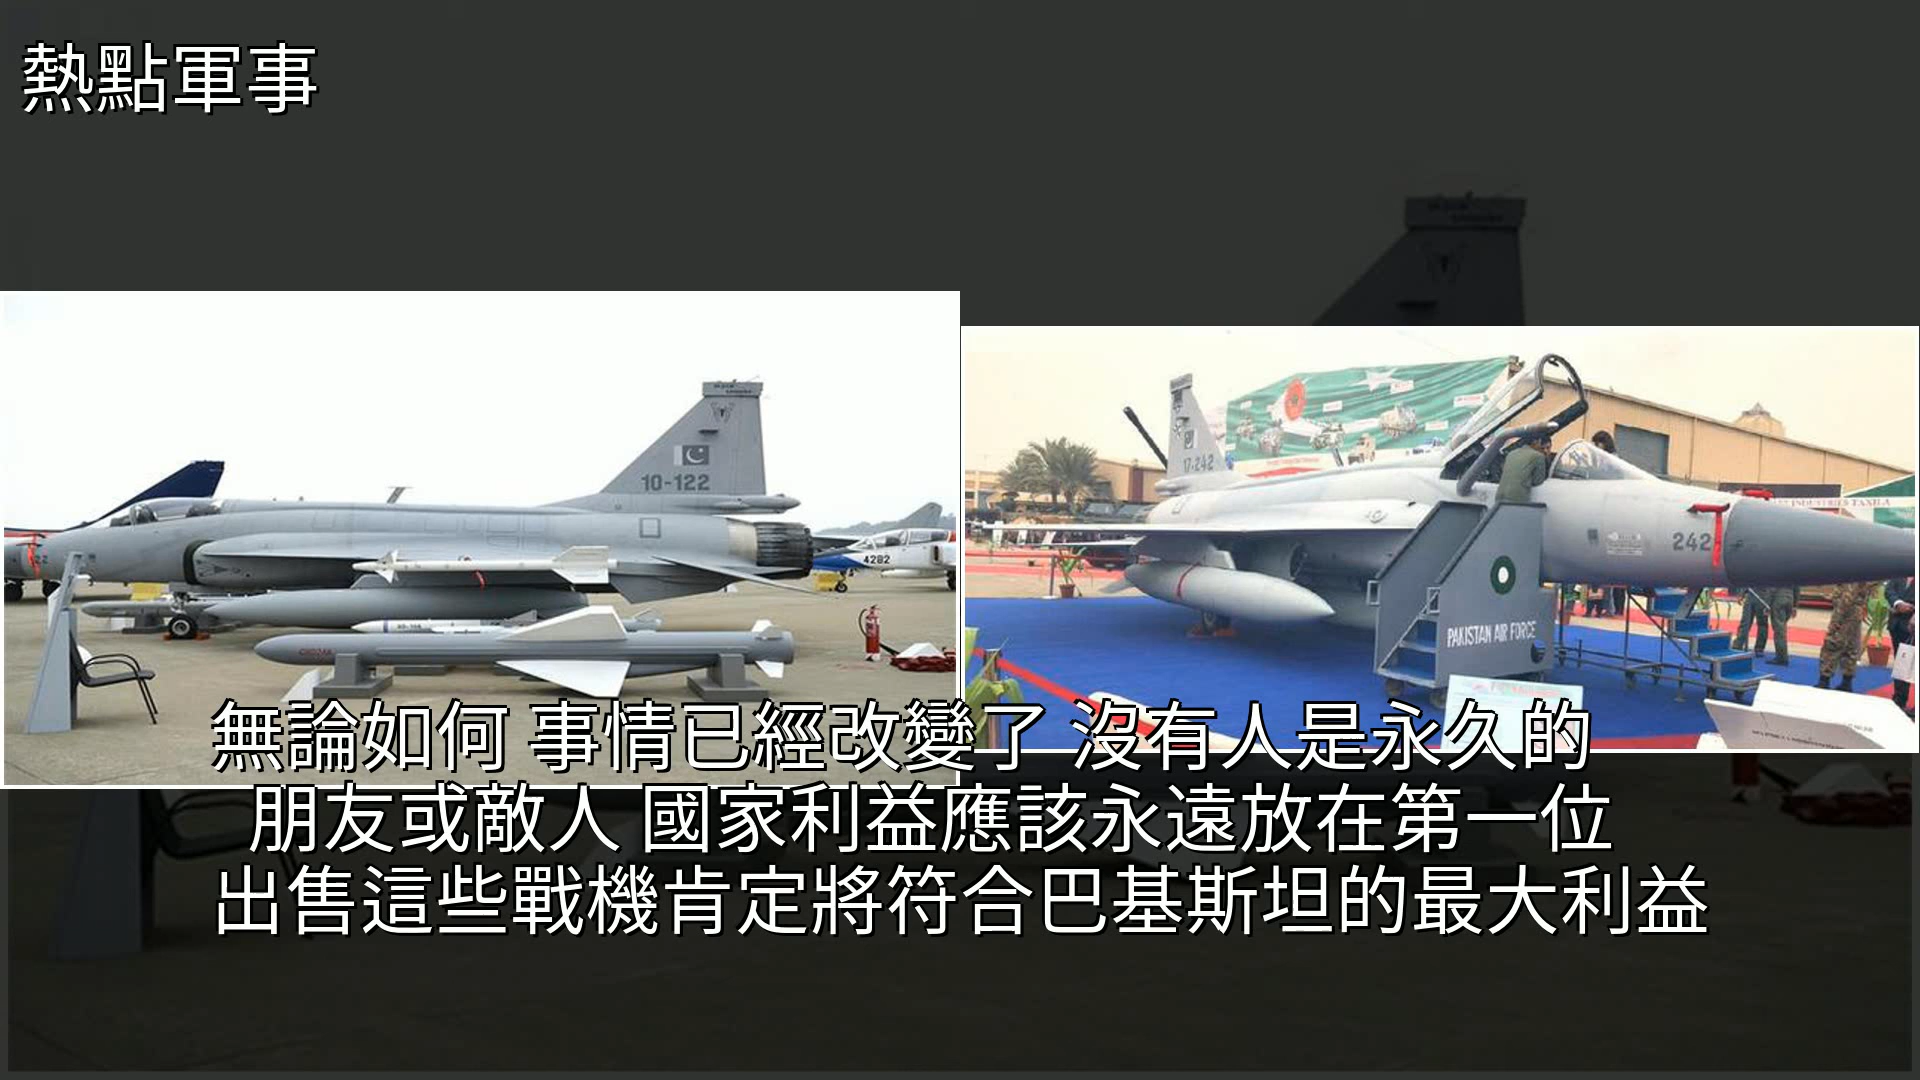 熱點軍事
10-122
4282
17-242
242
PAKISTAN AIR FORCE
無論如何 事情已經改變了 沒有人是永久的
朋友或敵人 國家利益應該永遠放在第一位
出售這些戰機肯定將符合巴基斯坦的最大利益